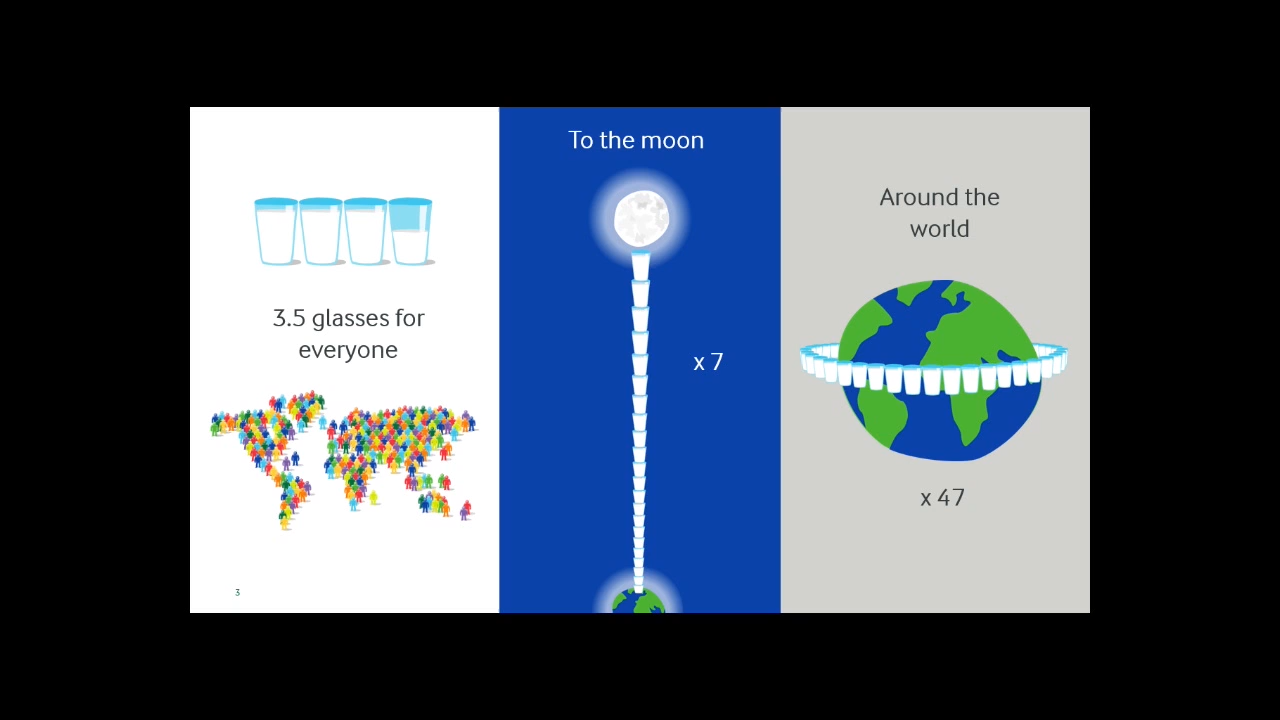 3.5 glasses for
everyone
3
To the moon
x 7
Around the
world
x 47